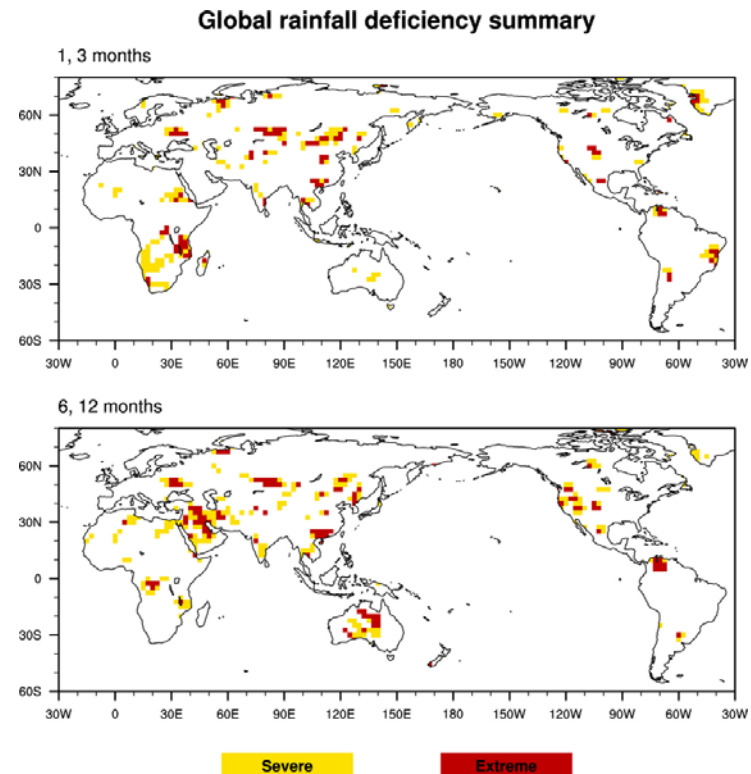 Global rainfall deficiency summary
1, 3 months
60N
30N
0
30S
60S
30W 0 30E 60E 90E 120E 150E 180 150W 120W 90W 60W 30W
6, 12 months
60N
30N
0
30S
60S
30W 0 30E 60E 90E 120E 150E 180 150W 120W 90W 60W 30W
Severe Extreme